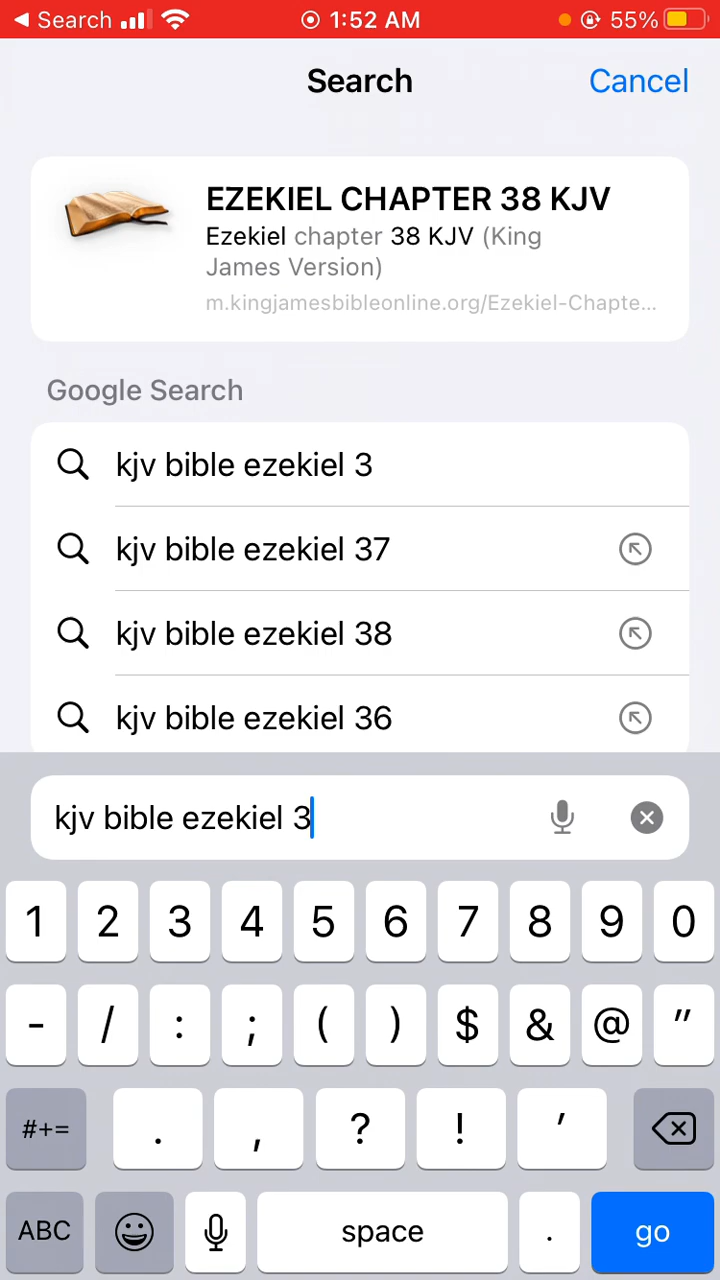 Search 1:52 AM 55%
Search Cancel
EZEKIEL CHAPTER 38 KJV
Ezekiel chapter 38 KJV (King
James Version)
m.kingjamesbibleonline.org/Ezekiel-Chapte...
Google Search
kjv bible ezekiel 3
kjv bible ezekiel 37
kjv bible ezekiel 38
kjv bible ezekiel 36
kjv bible ezekiel 3
1 2 3 4 5 6 7 8 9 0
- / : ; ( ) $ & @ "
#+= . , ? ! '
ABC space . go